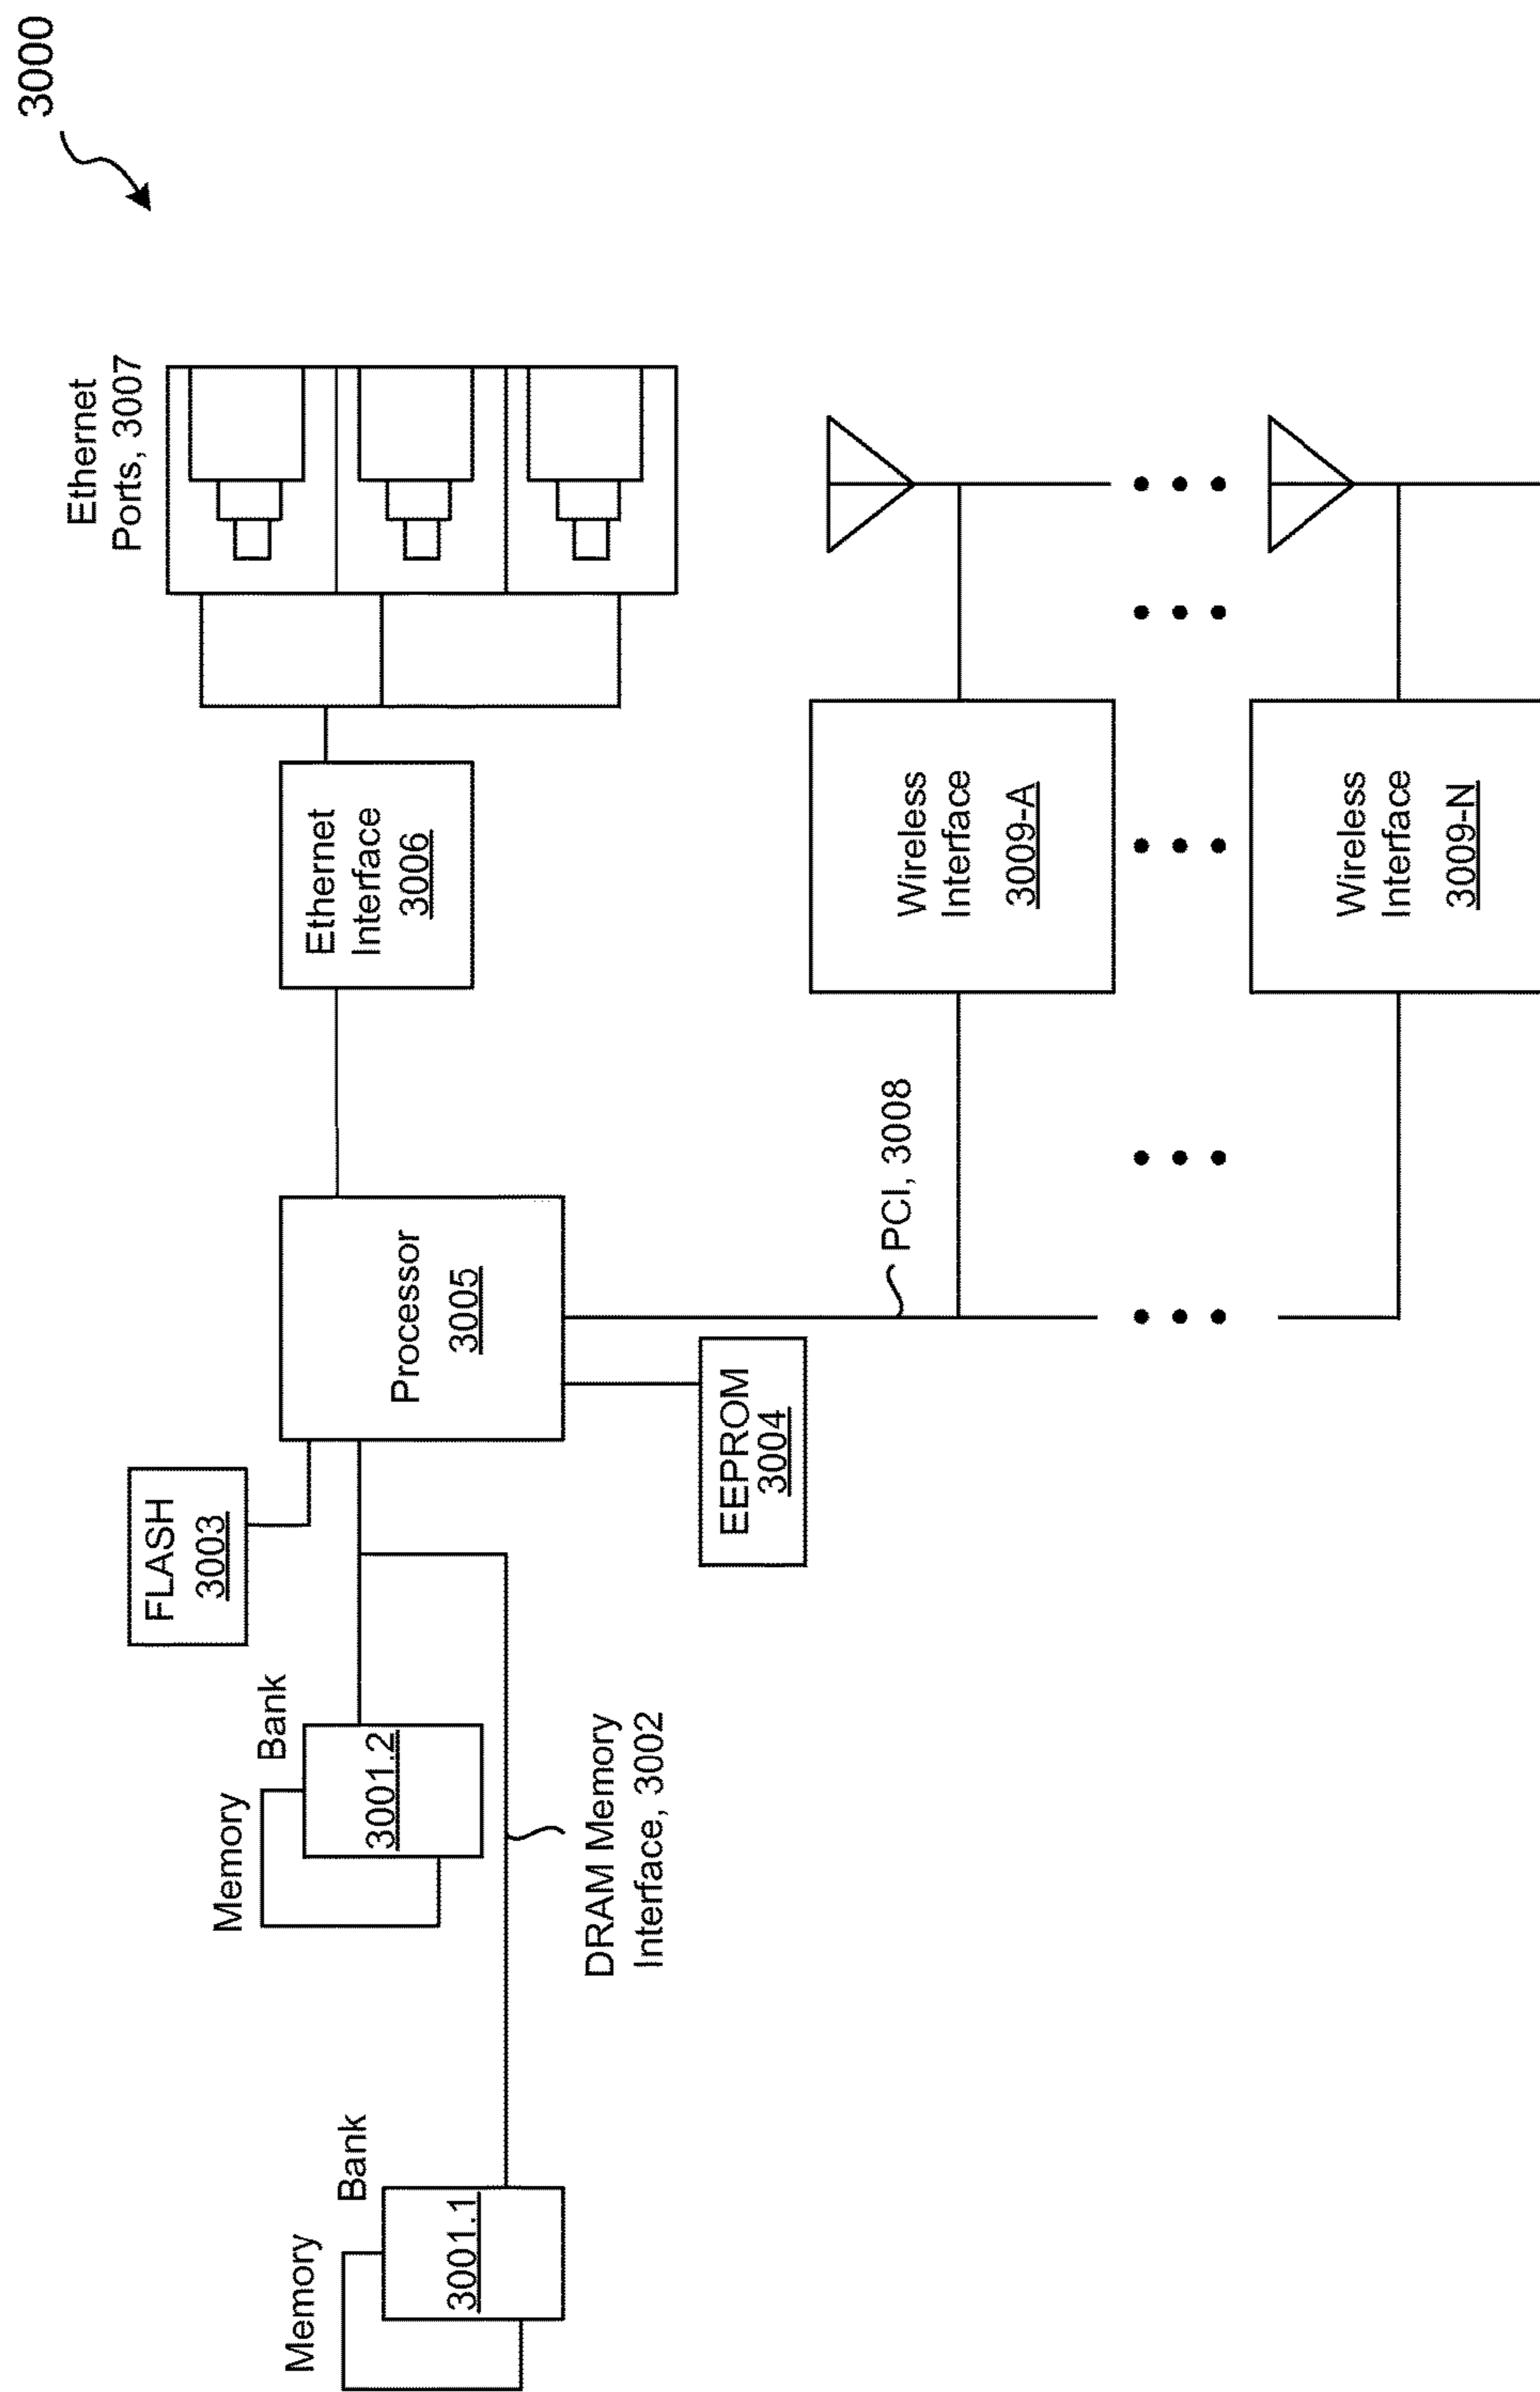 3000
Ethernet
Ports, 3007
Ethernet
Interface
3006
Processor
3005
FLASH
3003
EEPROM
3004
Memory
Bank
3001.2
Memory
Bank
3001.1
DRAM Memory
Interface, 3002
PCI, 3008
Wireless
Interface
3009-A
Wireless
Interface
3009-N